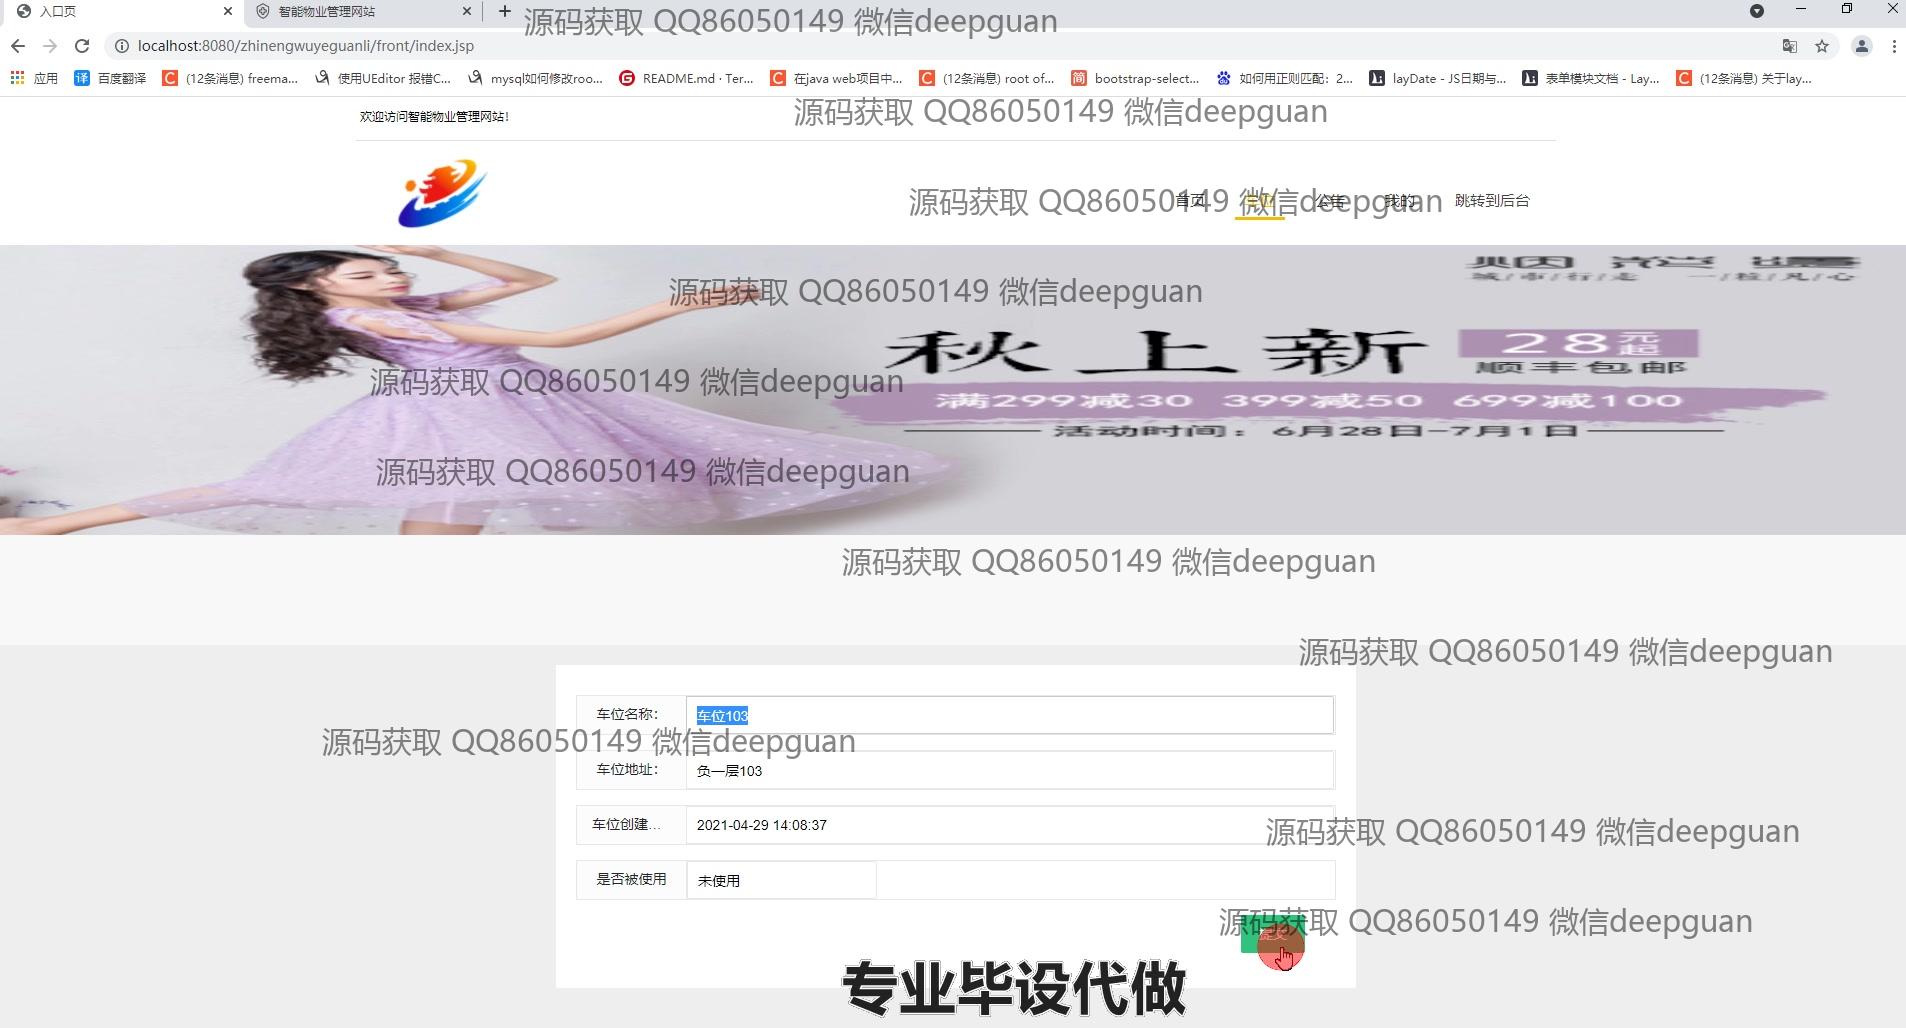 入口页
智能物业管理网站
源码获取 QQ86050149 微信deepguan
localhost:8080/zhinengwuyeguanli/front/index.jsp
应用
百度翻译
(12条消息) freema...
使用UEditor 报错C...
mysql如何修改roo...
README.md · Ter...
在java web项目中...
(12条消息) root of...
bootstrap-select...
如何用正则匹配：2...
layDate - JS日期与...
表单模块文档 - Lay...
(12条消息) 关于lay...
欢迎访问智能物业管理网站!
源码获取 QQ86050149 微信deepguan
首页
公告
我的
跳转到后台
源码获取 QQ86050149 微信deepguan
城/市/行/走 一/粒/凡/心
源码获取 QQ86050149 微信deepguan
秋上新
28元起
顺丰包邮
源码获取 QQ86050149 微信deepguan
满299减30 399减50 699减100
活动时间：6月28日-7月1日
源码获取 QQ86050149 微信deepguan
源码获取 QQ86050149 微信deepguan
源码获取 QQ86050149 微信deepguan
车位名称：
车位103
源码获取 QQ86050149 微信deepguan
车位地址：
负一层103
车位创建...
2021-04-29 14:08:37
源码获取 QQ86050149 微信deepguan
是否被使用
未使用
源码获取 QQ86050149 微信deepguan
提交
专业毕设代做